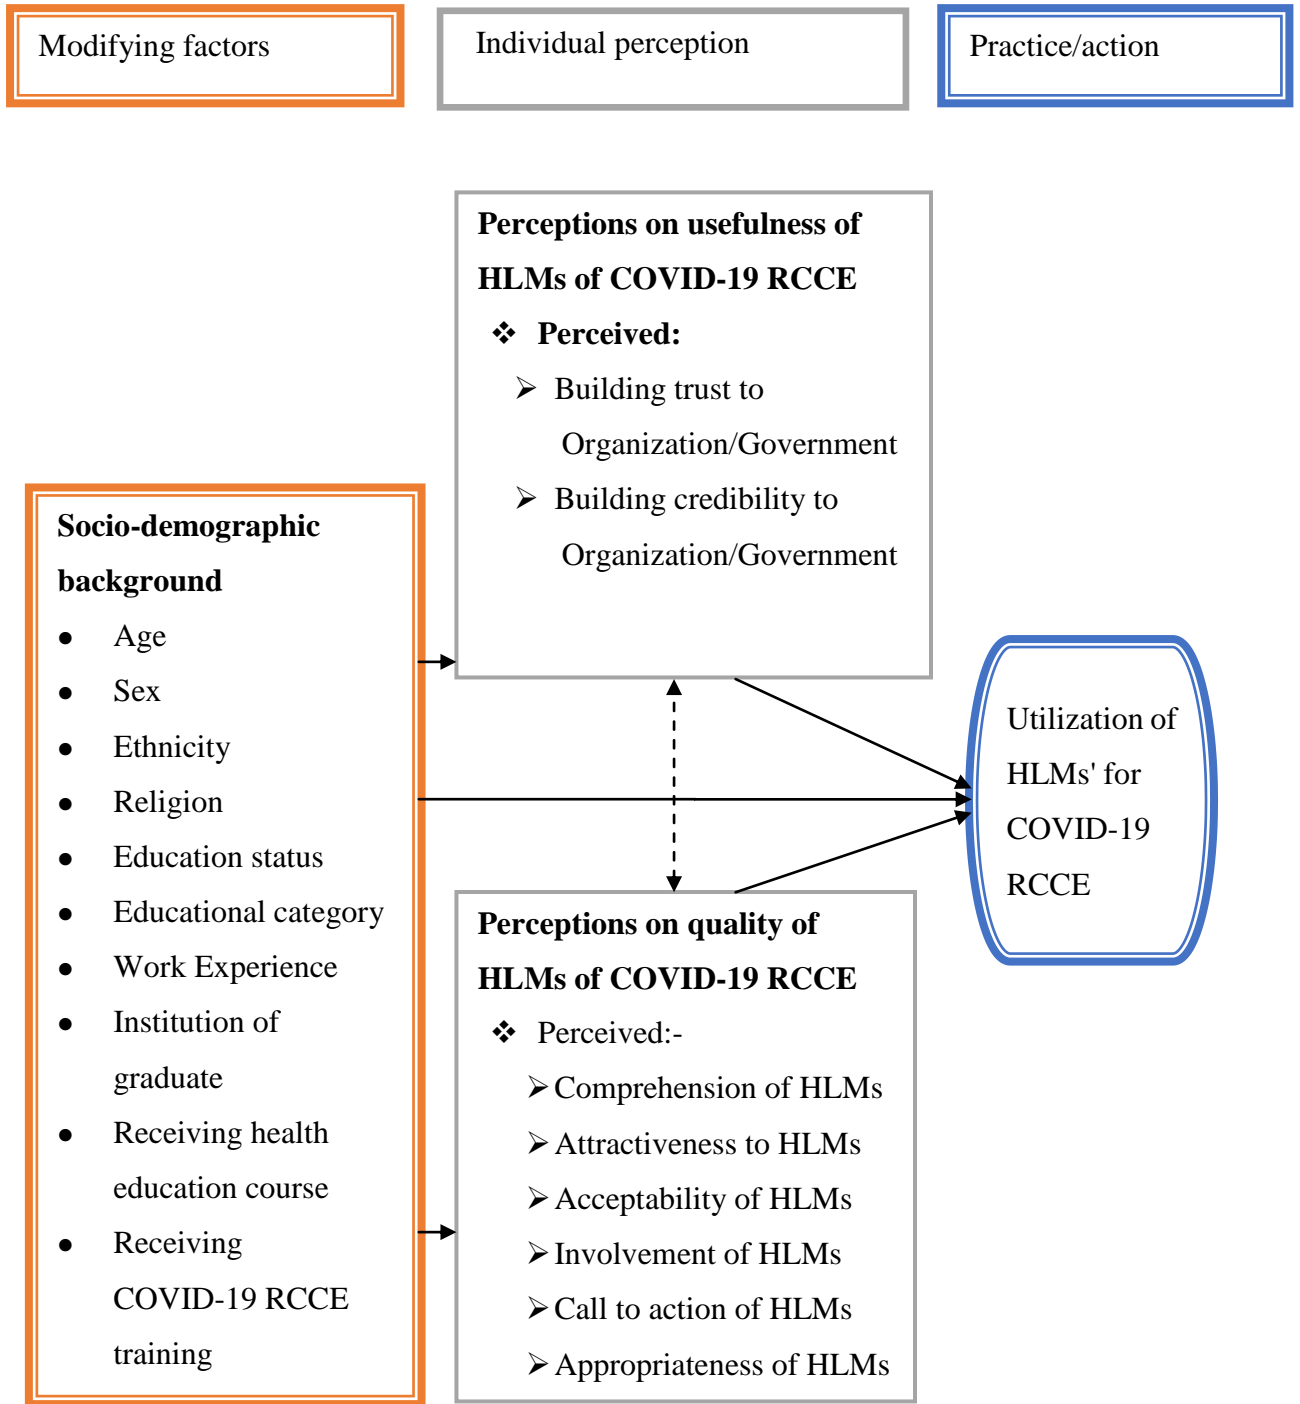 Modifying factors
Individual perception
Practice/action
Perceptions on usefulness of
HLMs of COVID-19 RCCE
❖ Perceived:
➢ Building trust to
Organization/Government
➢ Building credibility to
Organization/Government
Socio-demographic
background
● Age
● Sex
● Ethnicity
● Religion
● Education status
● Educational category
● Work Experience
● Institution of
graduate
● Receiving health
education course
● Receiving
COVID-19 RCCE
training
Perceptions on quality of
HLMs of COVID-19 RCCE
❖ Perceived:-
➢ Comprehension of HLMs
➢ Attractiveness to HLMs
➢ Acceptability of HLMs
➢ Involvement of HLMs
➢ Call to action of HLMs
➢ Appropriateness of HLMs
Utilization of
HLMs' for
COVID-19
RCCE